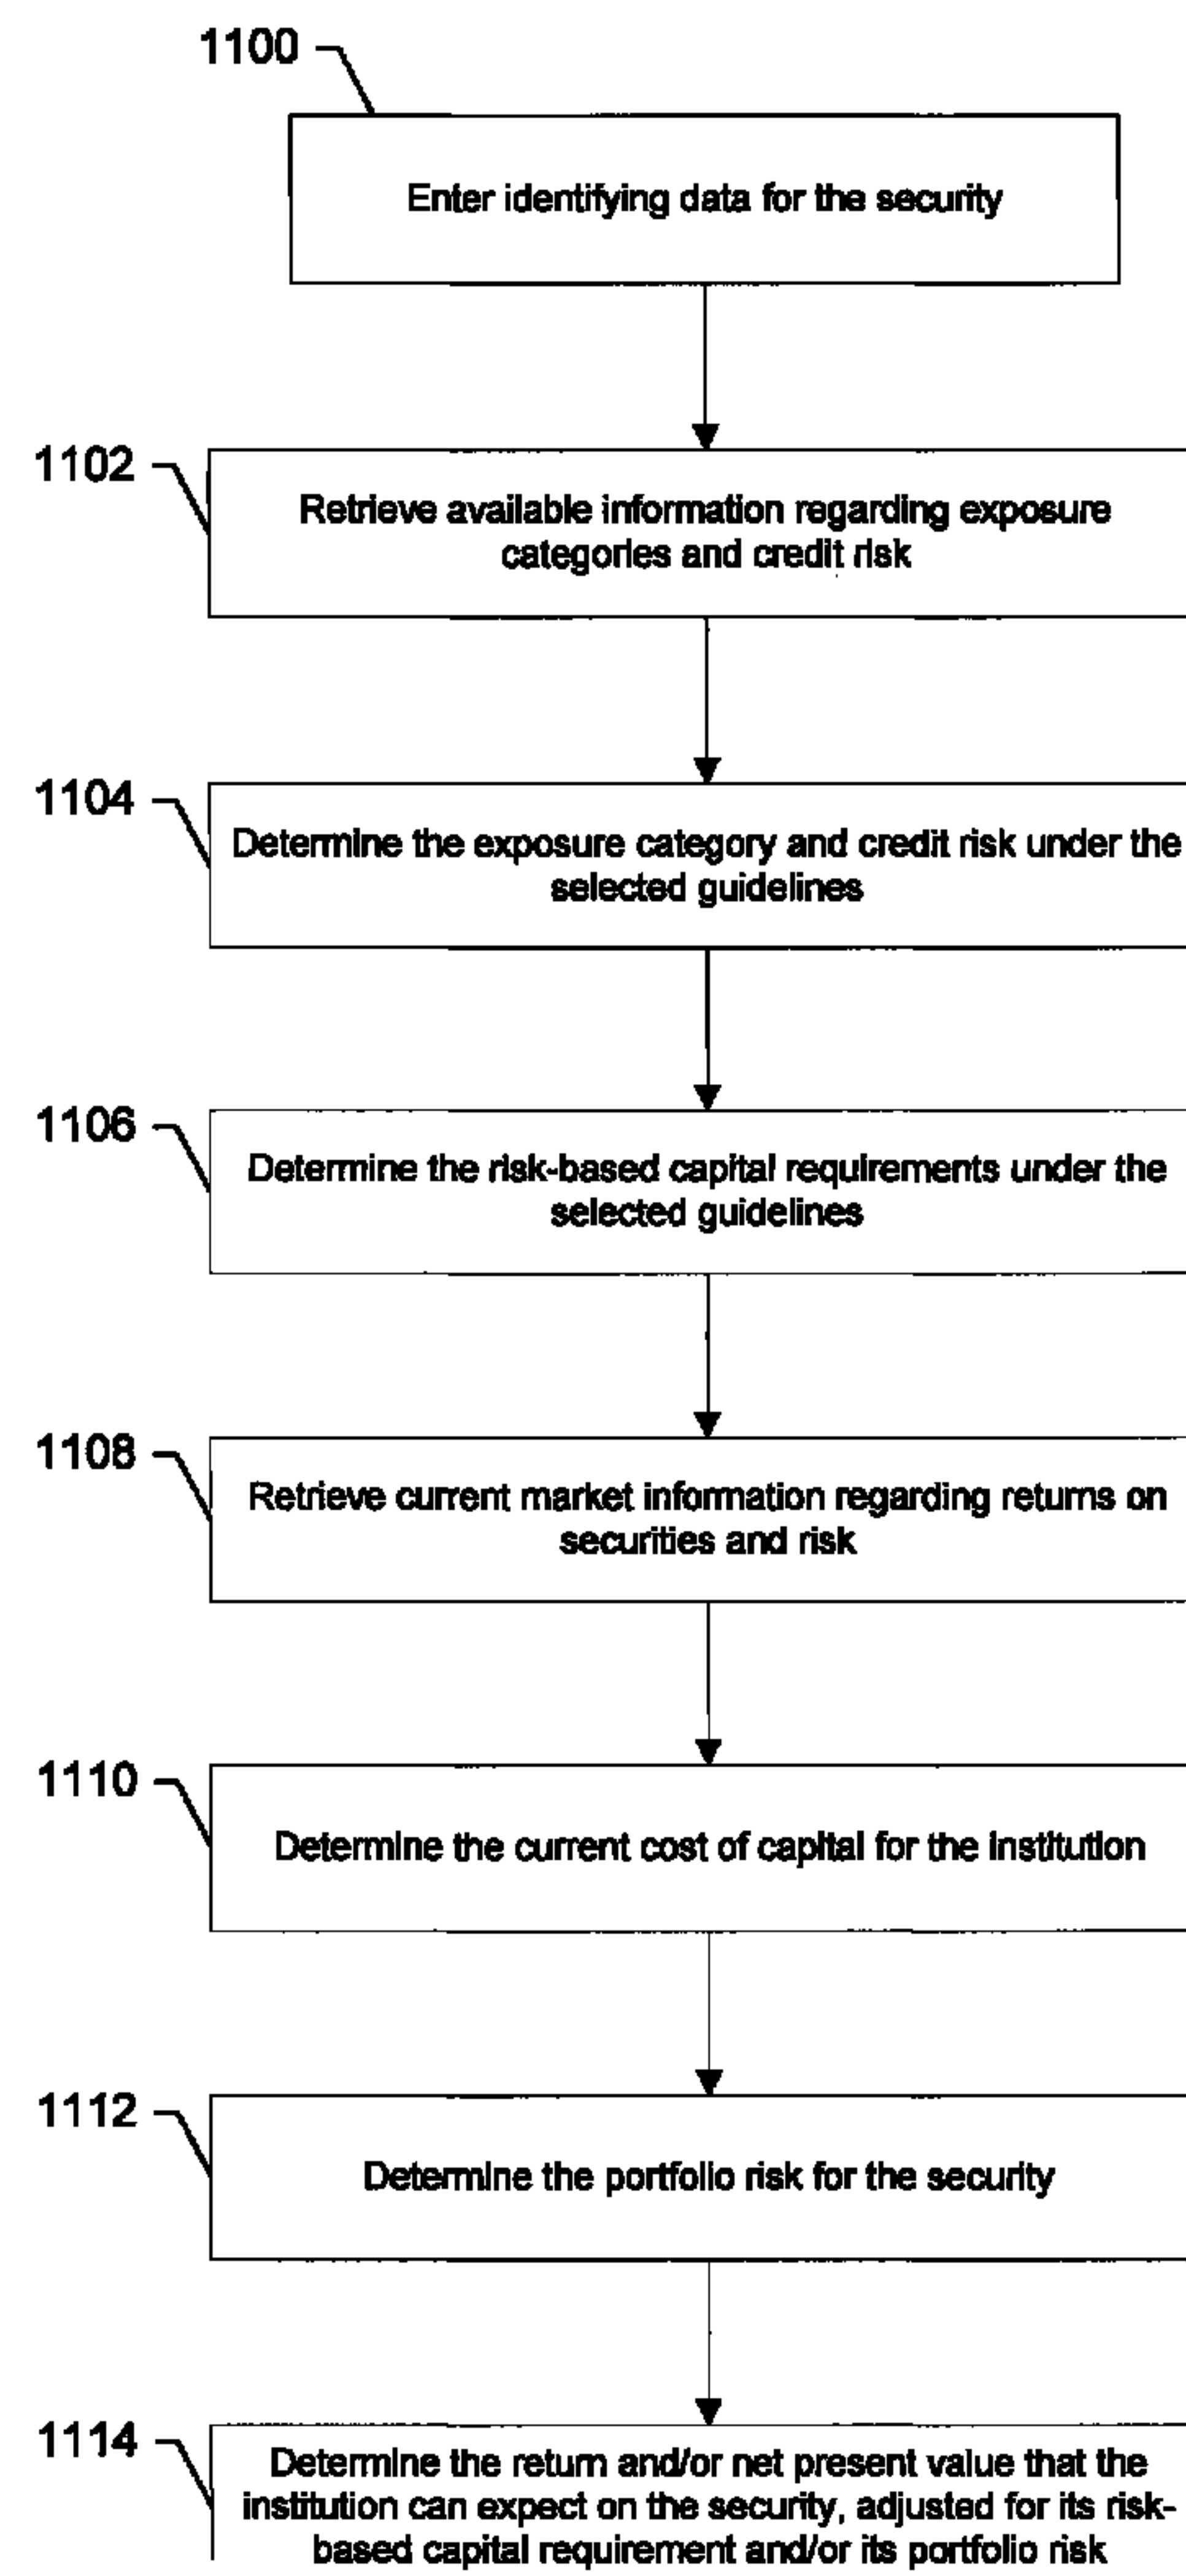 1100
Enter identifying data for the security
1102
Retrieve available information regarding exposure
categories and credit risk
1104
Determine the exposure category and credit risk under the
selected guidelines
1106
Determine the risk-based capital requirements under the
selected guidelines
1108
Retrieve current market information regarding returns on
securities and risk
1110
Determine the current cost of capital for the institution
1112
Determine the portfolio risk for the security
1114
Determine the return and/or net present value that the
institution can expect on the security, adjusted for its risk-
based capital requirement and/or its portfolio risk